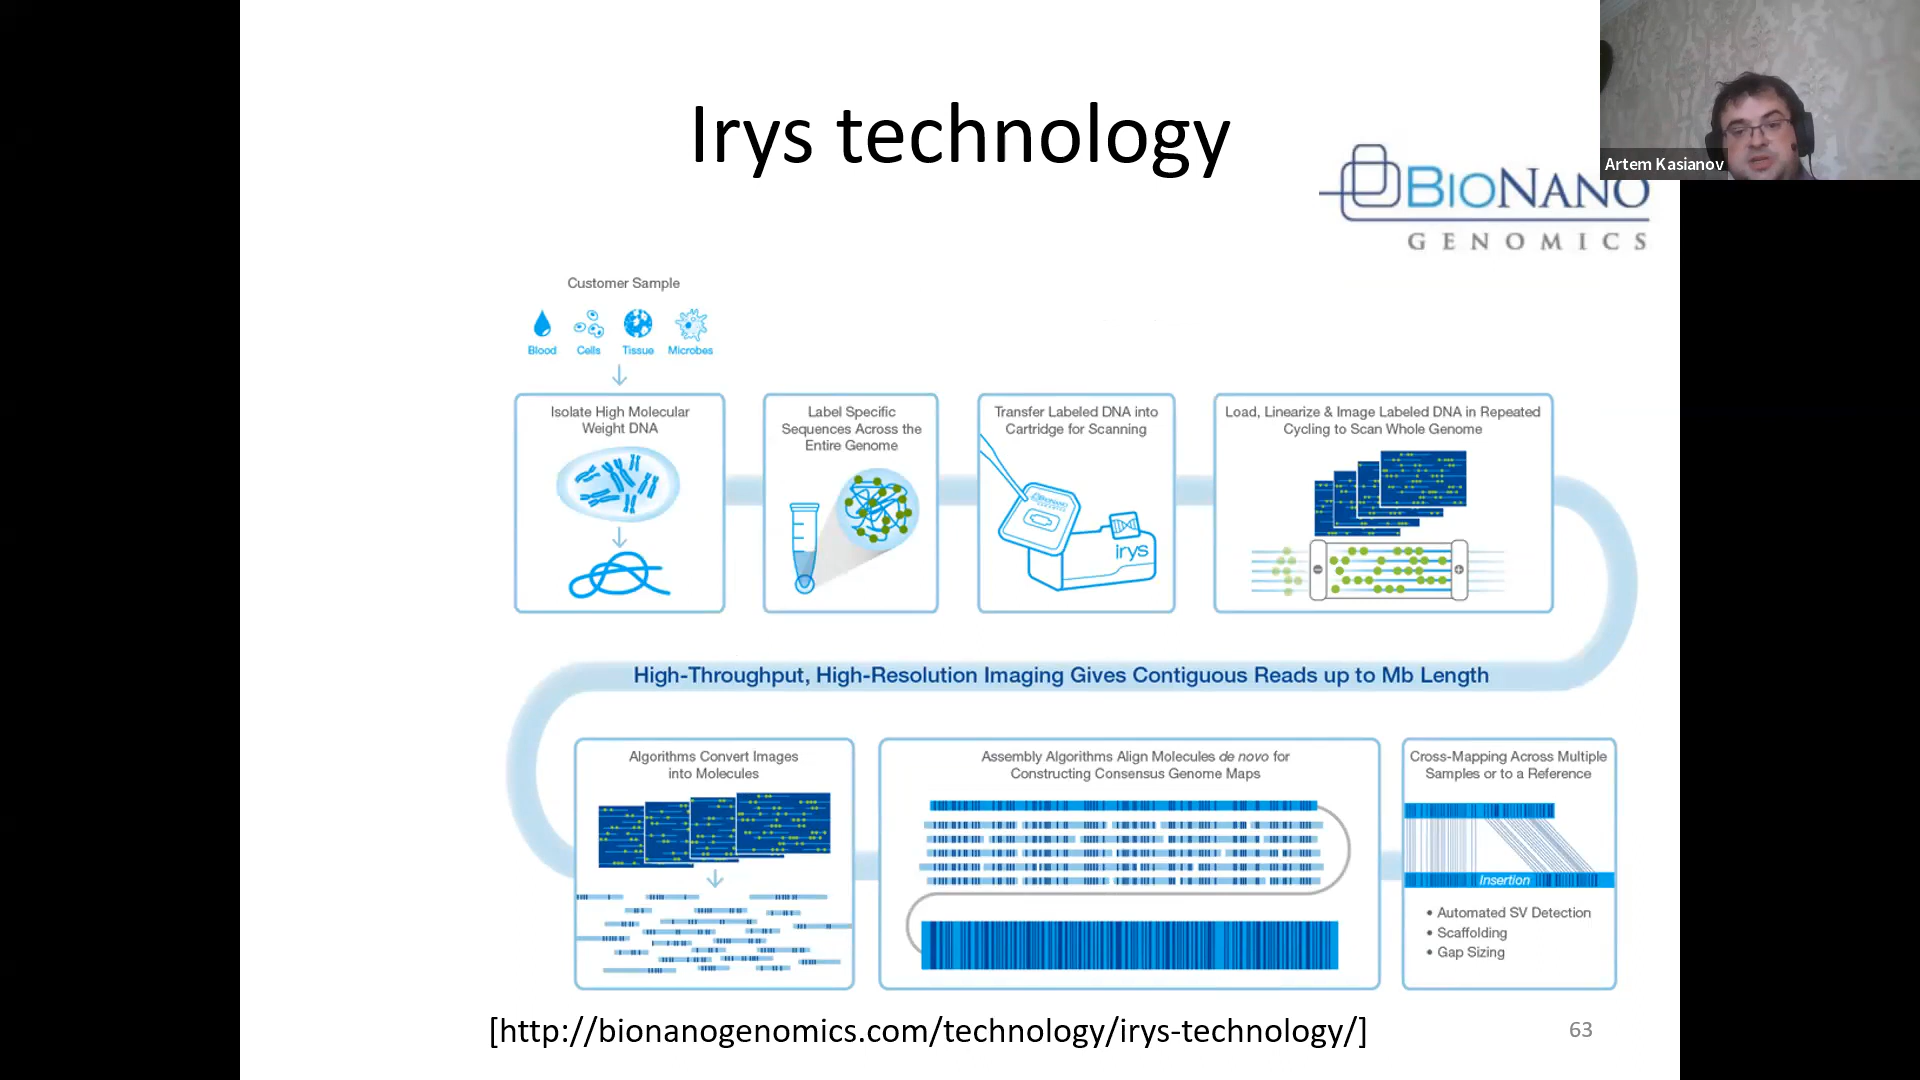 Irys technology
Artem Kasianov
BIONANO
GENOMICS
Customer Sample
Blood
Cells
Tissue
Microbes
Isolate High Molecular
Weight DNA
Label Specific
Sequences Across the
Entire Genome
Transfer Labeled DNA into
Cartridge for Scanning
irys
Load, Linearize & Image Labeled DNA in Repeated
Cycling to Scan Whole Genome
High-Throughput, High-Resolution Imaging Gives Contiguous Reads up to Mb Length
Algorithms Convert Images
into Molecules
Assembly Algorithms Align Molecules de novo for
Constructing Consensus Genome Maps
Cross-Mapping Across Multiple
Samples or to a Reference
Insertion
• Automated SV Detection
• Scaffolding
• Gap Sizing
[http://bionanogenomics.com/technology/irys-technology/]
63